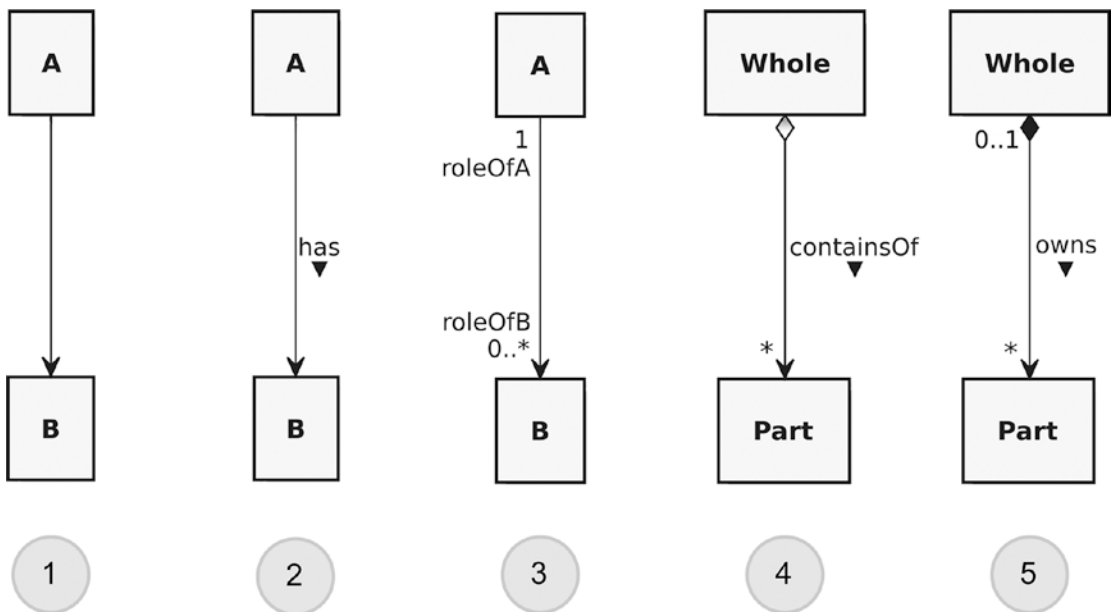 A
B
1
A
has
B
2
A
1
roleOfA
roleOfB
0..*
B
3
Whole
containsOf
*
Part
4
Whole
0..1
owns
*
Part
5